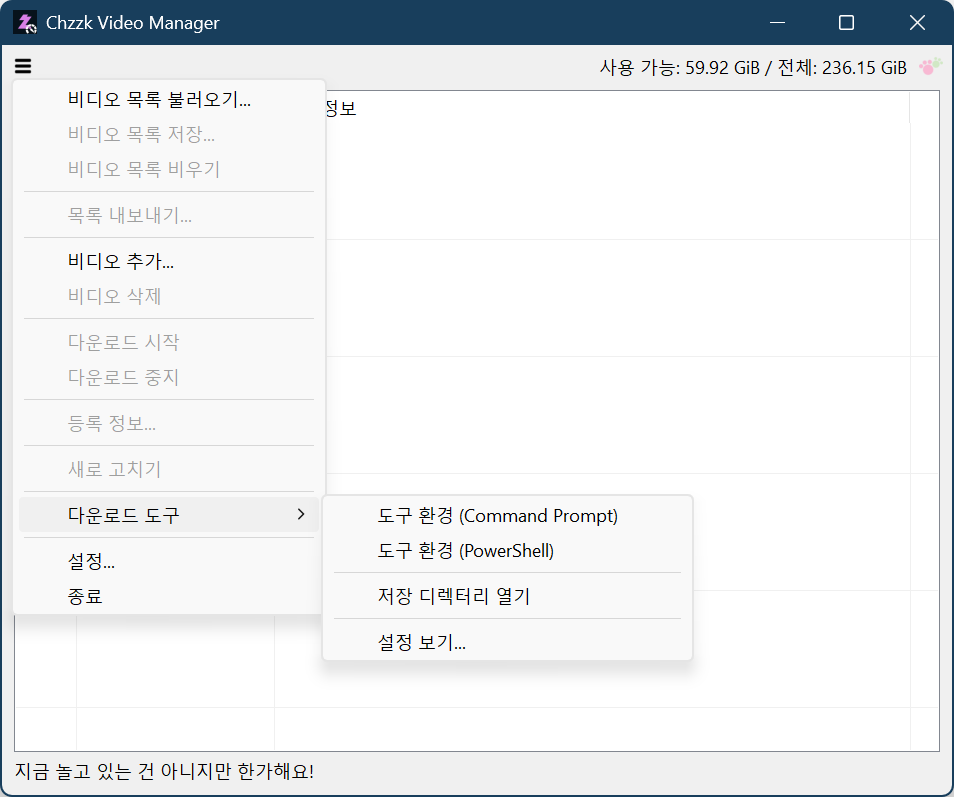 Chzzk Video Manager
사용 가능: 59.92 GiB / 전체: 236.15 GiB
정보
비디오 목록 불러오기...
비디오 목록 저장...
비디오 목록 비우기
목록 내보내기...
비디오 추가...
비디오 삭제
다운로드 시작
다운로드 중지
등록 정보...
새로 고치기
다운로드 도구
도구 환경 (Command Prompt)
도구 환경 (PowerShell)
저장 디렉터리 열기
설정 보기...
설정...
종료
지금 놀고 있는 건 아니지만 한가해요!